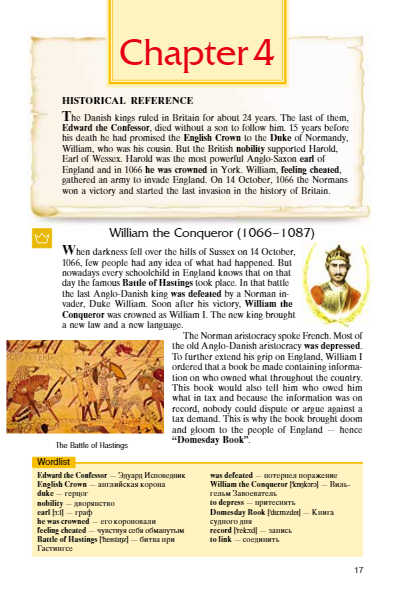 Chapter 4
HISTORICAL REFERENCE
The Danish kings ruled in Britain for about 24 years. The last of them,
Edward the Confessor, died without a son to follow him. 15 years before
his death he had promised the English Crown to the Duke of Normandy,
William, who was his cousin. But the British nobility supported Harold,
Earl of Wessex. Harold was the most powerful Anglo-Saxon earl of
England and in 1066 he was crowned in York. William, feeling cheated,
gathered an army to invade England. On 14 October, 1066 the Normans
won a victory and started the last invasion in the history of Britain.
William the Conqueror (1066–1087)
When darkness fell over the hills of Sussex on 14 October,
1066, few people had any idea of what had happened. But
nowadays every schoolchild in England knows that on that
day the famous Battle of Hastings took place. In that battle
the last Anglo-Danish king was defeated by a Norman in-
vader, Duke William. Soon after his victory, William the
Conqueror was crowned as William I. The new king brought
a new law and a new language.
The Norman aristocracy spoke French. Most of
the old Anglo-Danish aristocracy was depressed.
To further extend his grip on England, William I
ordered that a book be made containing informa-
tion on who owned what throughout the country.
This book would also tell him who owed him
what in tax and because the information was on
record, nobody could dispute or argue against a
tax demand. This is why the book brought doom
and gloom to the people of England — hence
“Domesday Book”.
The Battle of Hastings
Wordlist
Edward the Confessor — Эдуард Исповедник
English Crown — английская корона
duke — герцог
nobility — дворянство
earl [ɜ:l] — граф
he was crowned — его короновали
feeling cheated — чувствуя себя обманутым
Battle of Hastings ['heɪstɪŋz] — битва при
Гастингсе
was defeated — потерпел поражение
William the Conqueror ['kɒŋkərə] — Виль-
гельм Завоеватель
to depress — притеснять
Domesday Book ['du:mzdeɪ] — Книга
судного дня
record ['rekɔ:d] — запись
to link — соединить
17